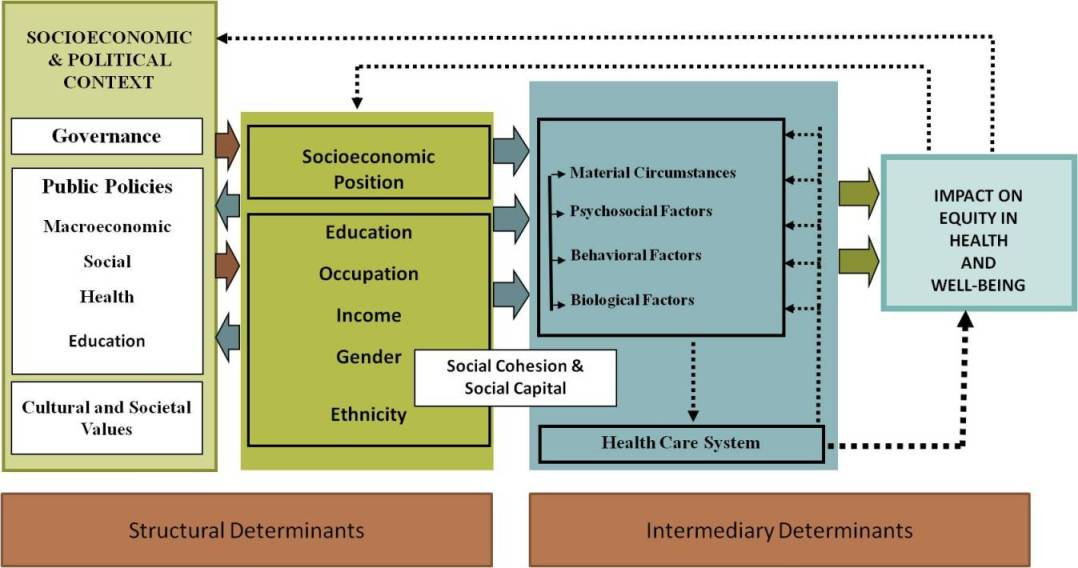 SOCIOECONOMIC
& POLITICAL
CONTEXT
Governance
Public Policies
Macroeconomic
Social
Health
Education
Cultural and Societal
Values
Socioeconomic
Position
Education
Occupation
Income
Gender
Ethnicity
Social Cohesion &
Social Capital
Material Circumstances
Psychosocial Factors
Behavioral Factors
Biological Factors
Health Care System
IMPACT ON
EQUITY IN
HEALTH
AND
WELL-BEING
Structural Determinants
Intermediary Determinants